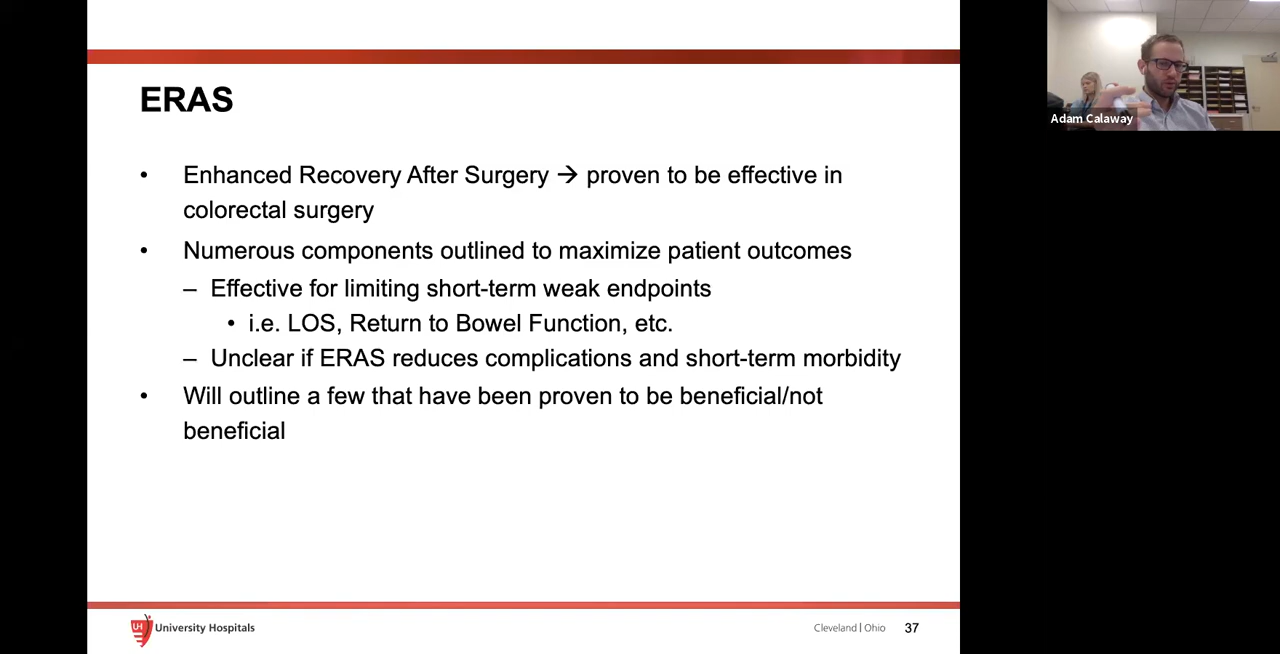 ERAS
• Enhanced Recovery After Surgery → proven to be effective in
colorectal surgery
• Numerous components outlined to maximize patient outcomes
– Effective for limiting short-term weak endpoints
• i.e. LOS, Return to Bowel Function, etc.
– Unclear if ERAS reduces complications and short-term morbidity
• Will outline a few that have been proven to be beneficial/not
beneficial
UH University Hospitals
Cleveland | Ohio 37
Adam Calaway